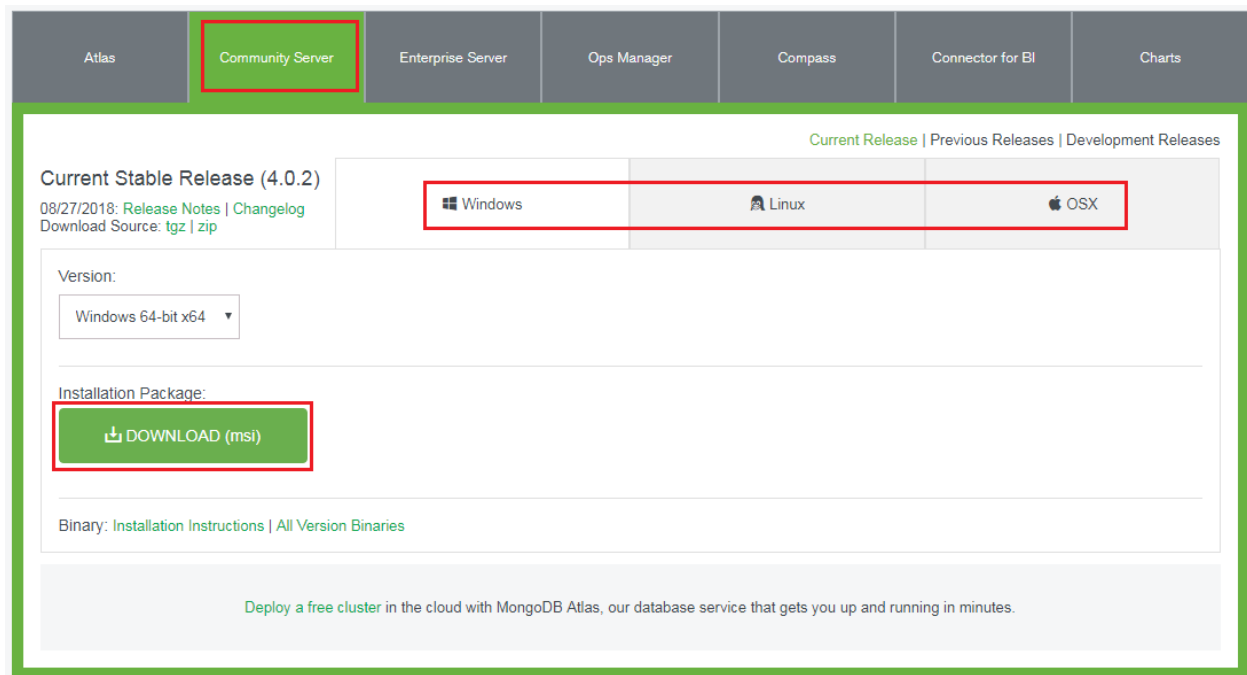 Atlas
Community Server
Enterprise Server
Ops Manager
Compass
Connector for BI
Charts
Current Release | Previous Releases | Development Releases
Current Stable Release (4.0.2)
08/27/2018: Release Notes | Changelog
Download Source: tgz | zip
Windows
Linux
OSX
Version:
Windows 64-bit x64
Installation Package:
DOWNLOAD (msi)
Binary: Installation Instructions | All Version Binaries
Deploy a free cluster in the cloud with MongoDB Atlas, our database service that gets you up and running in minutes.